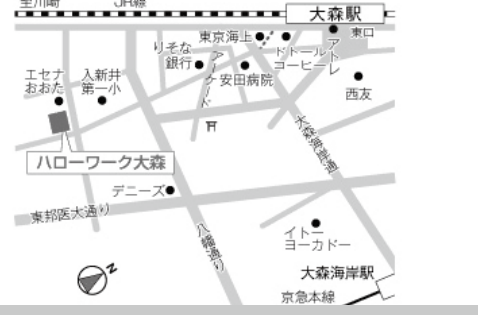 至川崎
JR線
大森駅
東口
アトレ
東京海上
ドトール
コーヒー
りそな
銀行
アーケード
安田病院
西友
エセナ
おおた
入新井
第一小
大森海岸通
ハローワーク大森
デニーズ
東邦医大通り
八幡通り
イトー
ヨーカドー
大森海岸駅
京急本線
N